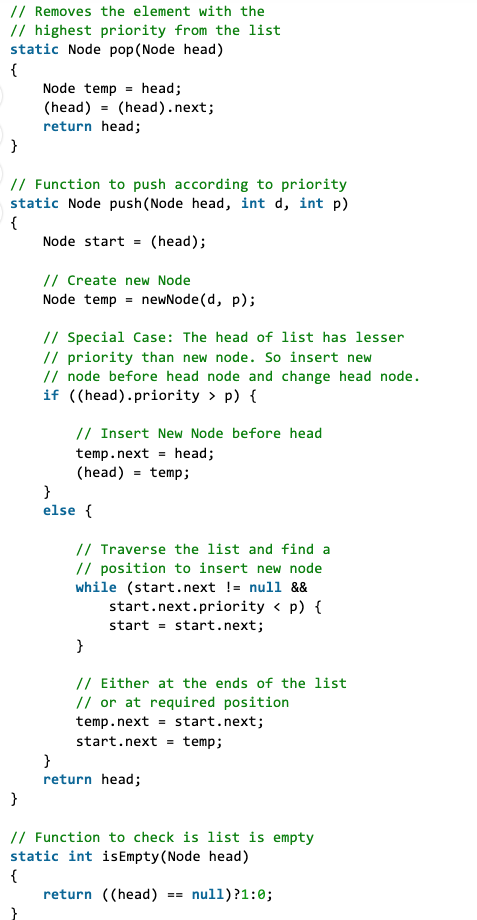 // Removes the element with the
// highest priority from the list
static Node pop(Node head)
{
    Node temp = head;
    (head) = (head).next;
    return head;
}

// Function to push according to priority
static Node push(Node head, int d, int p)
{
    Node start = (head);

    // Create new Node
    Node temp = newNode(d, p);

    // Special Case: The head of list has lesser
    // priority than new node. So insert new
    // node before head node and change head node.
    if ((head).priority > p) {

        // Insert New Node before head
        temp.next = head;
        (head) = temp;
    }
    else {

        // Traverse the list and find a
        // position to insert new node
        while (start.next != null &&
            start.next.priority < p) {
            start = start.next;
        }

        // Either at the ends of the list
        // or at required position
        temp.next = start.next;
        start.next = temp;
    }
    return head;
}

// Function to check is list is empty
static int isEmpty(Node head)
{
    return ((head) == null)?1:0;
}